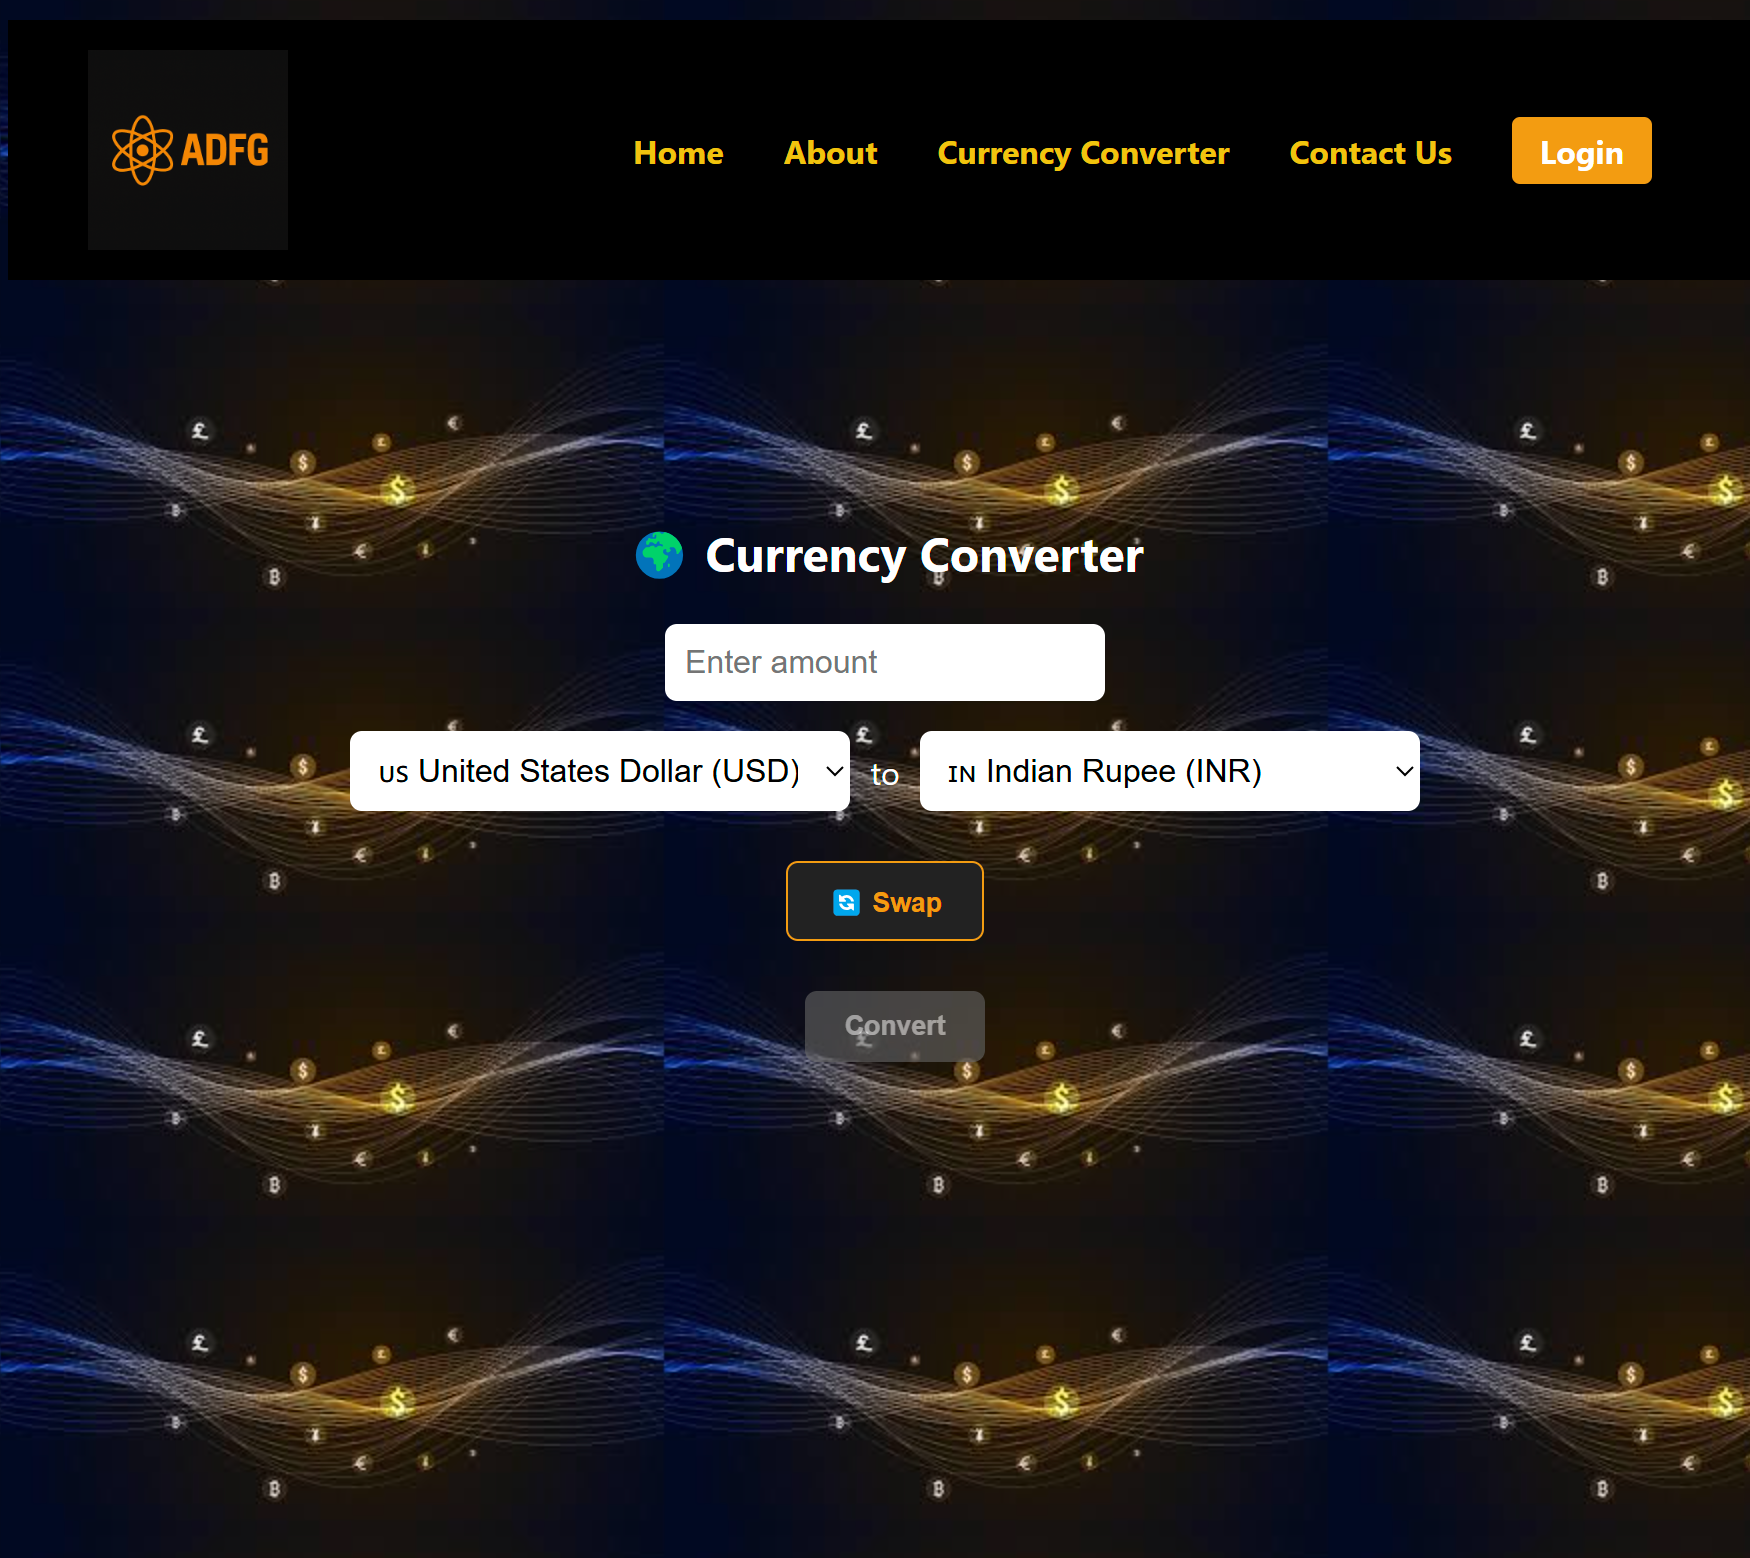 ADFG
Home About Currency Converter Contact Us Login
Currency Converter
Enter amount
US United States Dollar (USD) to IN Indian Rupee (INR)
Swap
Convert